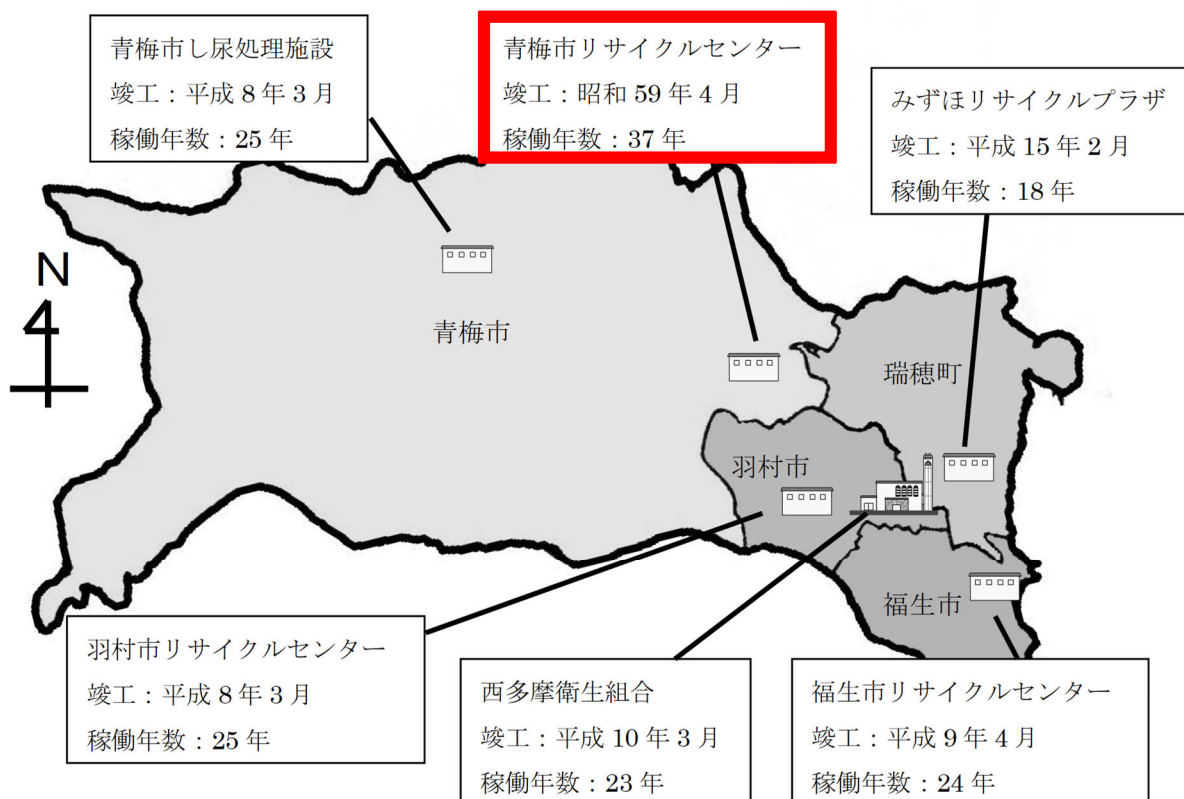 青梅市し尿処理施設
竣工：平成 8 年 3 月
稼働年数：25 年
青梅市リサイクルセンター
竣工：昭和 59 年 4 月
稼働年数：37 年
みずほリサイクルプラザ
竣工：平成 15 年 2 月
稼働年数：18 年
N
青梅市
瑞穂町
羽村市
福生市
羽村市リサイクルセンター
竣工：平成 8 年 3 月
稼働年数：25 年
西多摩衛生組合
竣工：平成 10 年 3 月
稼働年数：23 年
福生市リサイクルセンター
竣工：平成 9 年 4 月
稼働年数：24 年